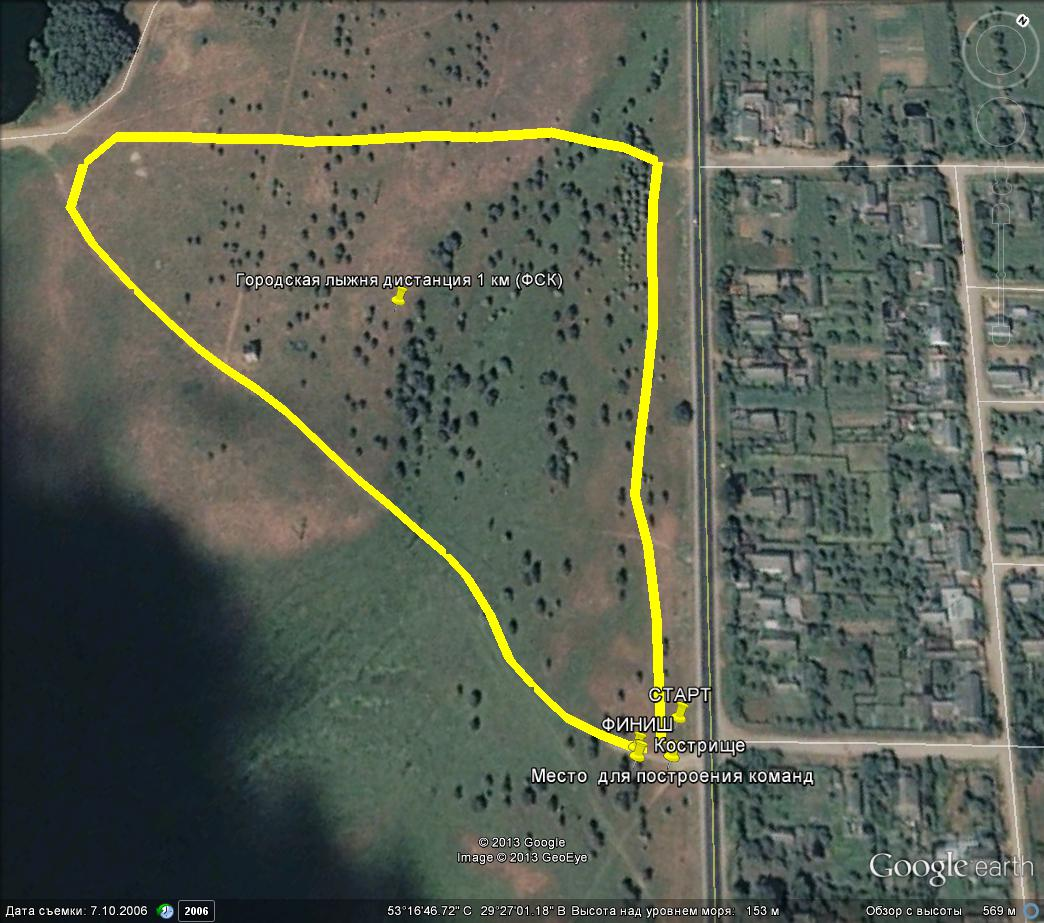 N
Городская лыжня дистанция 1 км (ФСК)
СТАРТ
ФИНИШ
Кострище
Место для построения команд
© 2013 Google
Image © 2013 GeoEye
Google earth
Дата съемки: 7.10.2006 2006 53°16'46.72" С 29°27'01.18" В Высота над уровнем моря: 153 м Обзор с высоты 569 м